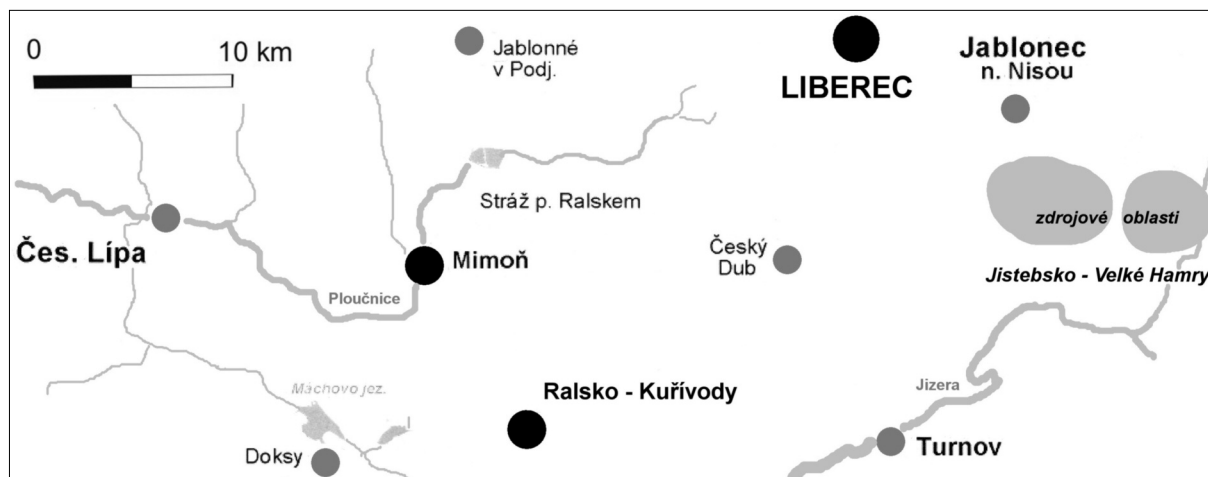 0 10 km
Jablonné
v Podj.
LIBEREC
Jablonec
n. Nisou
Stráž p. Ralskem
zdrojové oblasti
Čes. Lípa
Mimoň
Český
Dub
Jistebsko - Velké Hamry
Ploučnice
Máchovo jez.
Ralsko - Kuřívody
Jizera
Doksy
Turnov